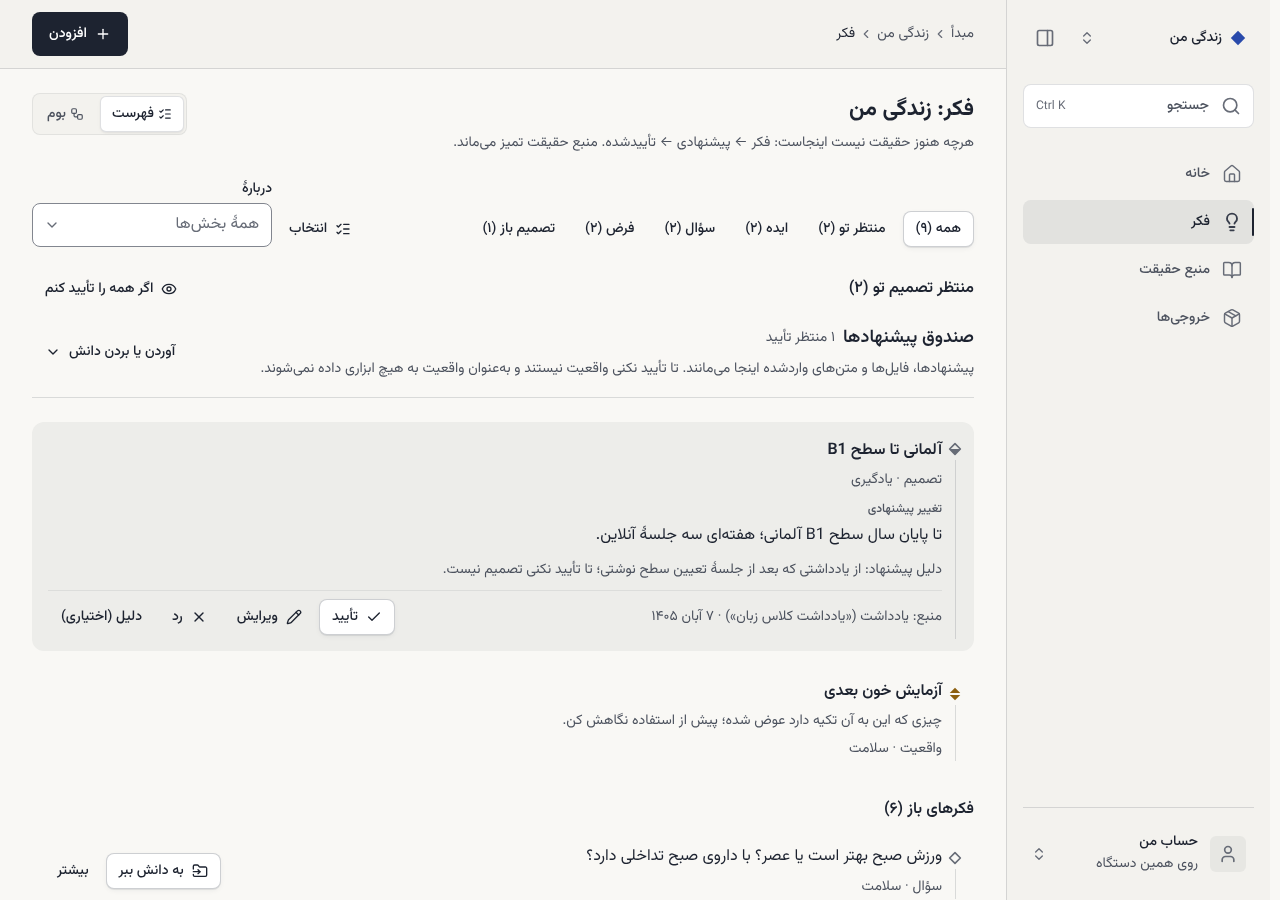 زندگی من
جستجو
Ctrl K
خانه
فکر
منبع حقیقت
خروجی‌ها
حساب من
روی همین دستگاه
مبدأ › زندگی من › فکر
افزودن
فکر: زندگی من
هرچه هنوز حقیقت نیست اینجاست: فکر ← پیشنهادی ← تأییدشده. منبع حقیقت تمیز می‌ماند.
فهرست
بوم
همه (۹)
منتظر تو (۲)
ایده (۲)
سؤال (۲)
فرض (۲)
تصمیم باز (۱)
انتخاب
دربارهٔ
همهٔ بخش‌ها
منتظر تصمیم تو (۲)
اگر همه را تأیید کنم
صندوق پیشنهادها ۱ منتظر تأیید
پیشنهادها، فایل‌ها و متن‌های واردشده اینجا می‌مانند. تا تأیید نکنی واقعیت نیستند و به‌عنوان واقعیت به هیچ ابزاری داده نمی‌شوند.
آوردن یا بردن دانش
آلمانی تا سطح B1
تصمیم · یادگیری
تغییر پیشنهادی
تا پایان سال سطح B1 آلمانی؛ هفته‌ای سه جلسهٔ آنلاین.
دلیل پیشنهاد: از یادداشتی که بعد از جلسهٔ تعیین سطح نوشتی؛ تا تأیید نکنی تصمیم نیست.
منبع: یادداشت («یادداشت کلاس زبان») · ۷ آبان ۱۴۰۵
تأیید
ویرایش
رد
دلیل (اختیاری)
آزمایش خون بعدی
چیزی که این به آن تکیه دارد عوض شده؛ پیش از استفاده نگاهش کن.
واقعیت · سلامت
فکرهای باز (۶)
ورزش صبح بهتر است یا عصر؟ با داروی صبح تداخلی دارد؟
سؤال · سلامت
به دانش ببر
بیشتر